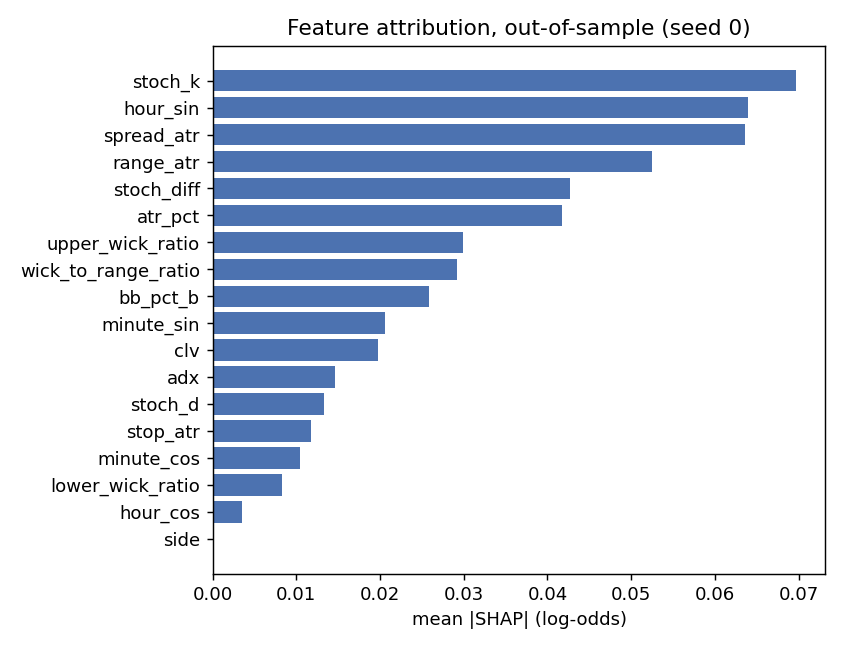 Feature attribution, out-of-sample (seed 0)
stoch_k
hour_sin
spread_atr
range_atr
stoch_diff
atr_pct
upper_wick_ratio
wick_to_range_ratio
bb_pct_b
minute_sin
clv
adx
stoch_d
stop_atr
minute_cos
lower_wick_ratio
hour_cos
side
0.00 0.01 0.02 0.03 0.04 0.05 0.06 0.07
mean |SHAP| (log-odds)